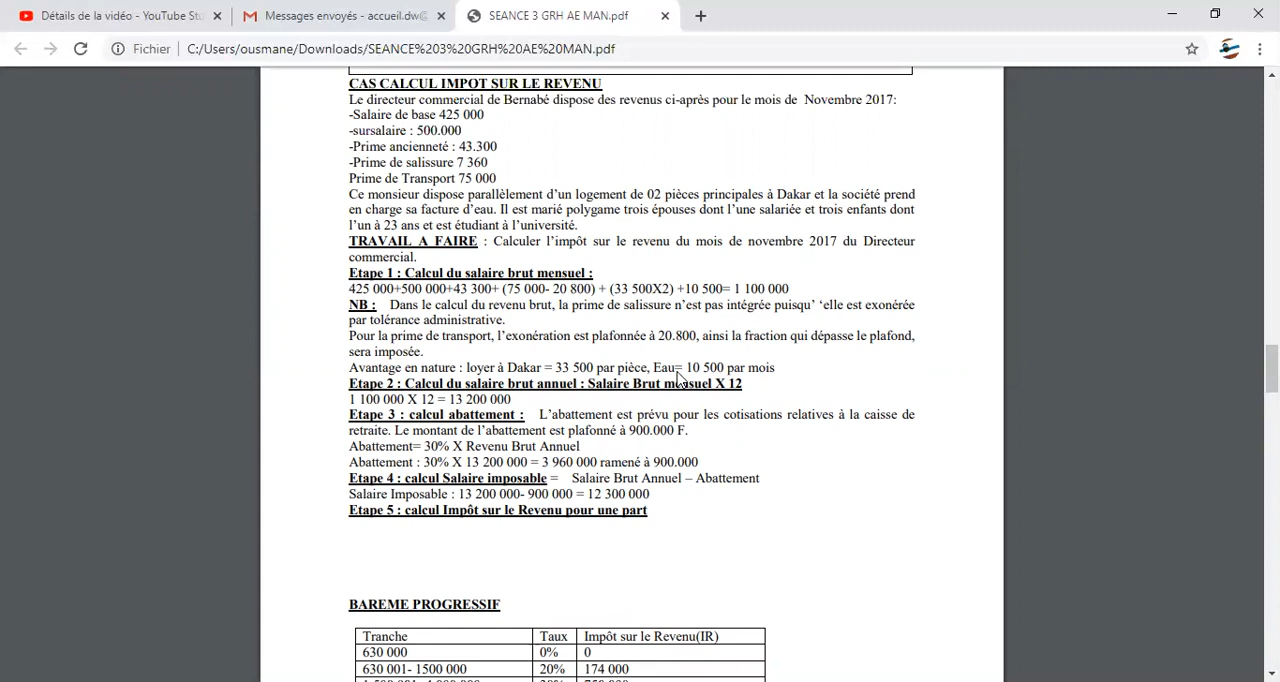 Détails de la vidéo - YouTube Stu
Messages envoyés - accueil.dw@
SEANCE 3 GRH AE MAN.pdf
Fichier
C:/Users/ousmane/Downloads/SEANCE%203%20GRH%20AE%20MAN.pdf
CAS CALCUL IMPOT SUR LE REVENU
Le directeur commercial de Bernabé dispose des revenus ci-après pour le mois de Novembre 2017:
-Salaire de base 425 000
-sursalaire : 500.000
-Prime ancienneté : 43.300
-Prime de salissure 7 360
Prime de Transport 75 000
Ce monsieur dispose parallèlement d’un logement de 02 pièces principales à Dakar et la société prend
en charge sa facture d’eau. Il est marié polygame trois épouses dont l’une salariée et trois enfants dont
l’un à 23 ans et est étudiant à l’université.
TRAVAIL A FAIRE : Calculer l’impôt sur le revenu du mois de novembre 2017 du Directeur
commercial.
Etape 1 : Calcul du salaire brut mensuel :
425 000+500 000+43 300+ (75 000- 20 800) + (33 500X2) +10 500= 1 100 000
NB : Dans le calcul du revenu brut, la prime de salissure n’est pas intégrée puisqu’ ‘elle est exonérée
par tolérance administrative.
Pour la prime de transport, l’exonération est plafonnée à 20.800, ainsi la fraction qui dépasse le plafond,
sera imposée.
Avantage en nature : loyer à Dakar = 33 500 par pièce, Eau= 10 500 par mois
Etape 2 : Calcul du salaire brut annuel : Salaire Brut mensuel X 12
1 100 000 X 12 = 13 200 000
Etape 3 : calcul abattement : L’abattement est prévu pour les cotisations relatives à la caisse de
retraite. Le montant de l’abattement est plafonné à 900.000 F.
Abattement= 30% X Revenu Brut Annuel
Abattement : 30% X 13 200 000 = 3 960 000 ramené à 900.000
Etape 4 : calcul Salaire imposable = Salaire Brut Annuel – Abattement
Salaire Imposable : 13 200 000- 900 000 = 12 300 000
Etape 5 : calcul Impôt sur le Revenu pour une part
BAREME PROGRESSIF
Tranche Taux Impôt sur le Revenu(IR)
630 000 0% 0
630 001- 1500 000 20% 174 000